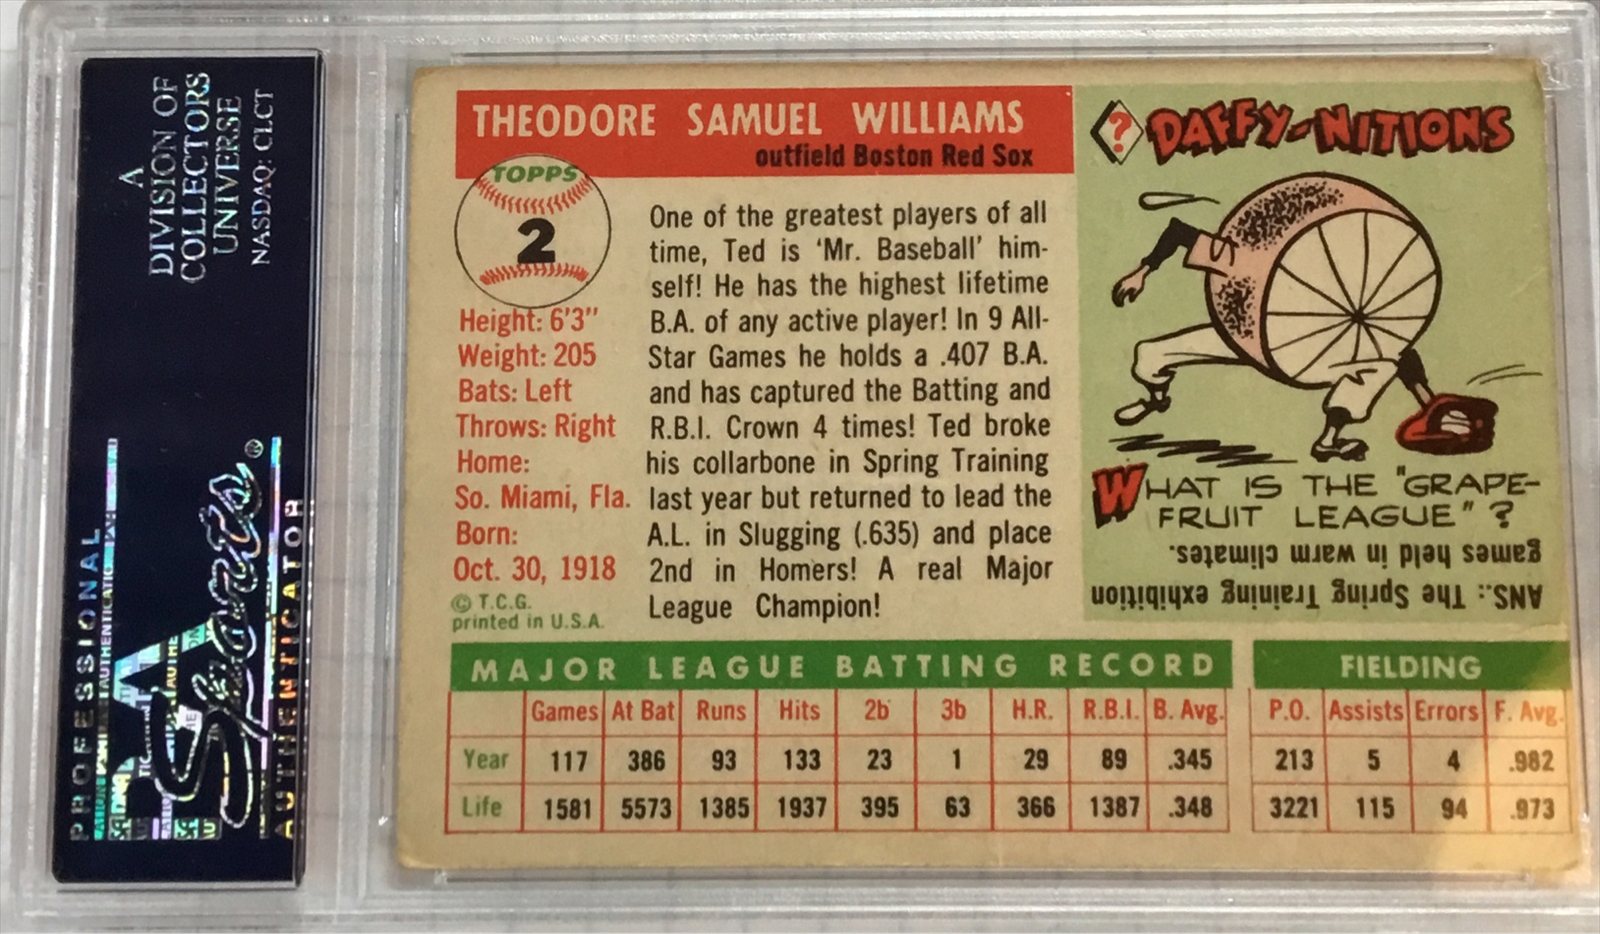 A
DIVISION OF
COLLECTORS
UNIVERSE
NASDAQ: CLCT
PROFESSIONAL
Sports®
AUTHENTICATOR
THEODORE SAMUEL WILLIAMS
outfield Boston Red Sox
TOPPS
2
Height: 6'3"
Weight: 205
Bats: Left
Throws: Right
Home:
So. Miami, Fla.
Born:
Oct. 30, 1918
© T.C.G.
printed in U.S.A.
One of the greatest players of all
time, Ted is 'Mr. Baseball' him-
self! He has the highest lifetime
B.A. of any active player! In 9 All-
Star Games he holds a .407 B.A.
and has captured the Batting and
R.B.I. Crown 4 times! Ted broke
his collarbone in Spring Training
last year but returned to lead the
A.L. in Slugging (.635) and place
2nd in Homers! A real Major
League Champion!
? DAFFY-NITIONS
WHAT IS THE "GRAPE-
FRUIT LEAGUE"?
ANS.: The Spring Training exhibition
games held in warm climates.
MAJOR LEAGUE BATTING RECORD
Games At Bat Runs Hits 2b 3b H.R. R.B.I. B. Avg.
Year 117 386 93 133 23 1 29 89 .345
Life 1581 5573 1385 1937 395 63 366 1387 .348
FIELDING
P.O. Assists Errors F. Avg.
213 5 4 .982
3221 115 94 .973